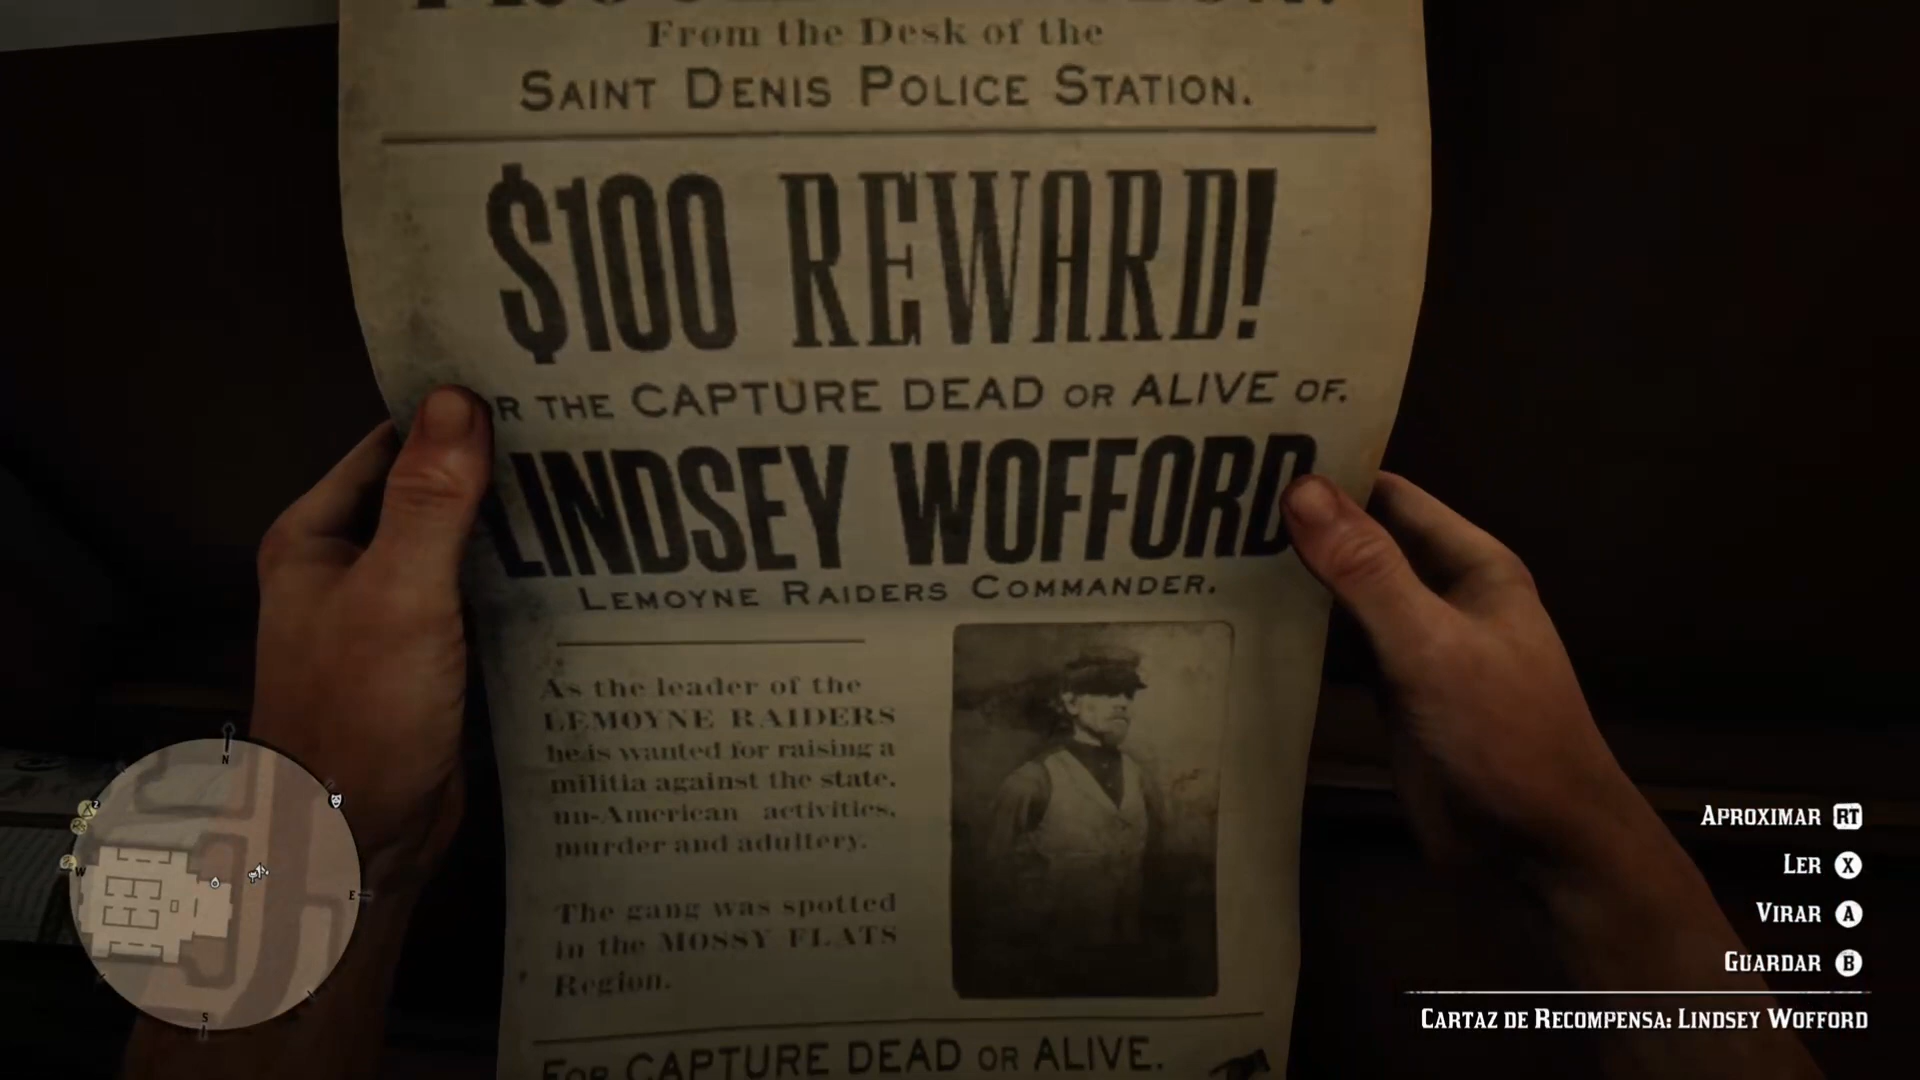 From the Desk of the
SAINT DENIS POLICE STATION.
$100 REWARD!
THE CAPTURE DEAD OR ALIVE OF.
LINDSEY WOFFORD
LEMOYNE RAIDERS COMMANDER.
As the leader of the
LEMOYNE RAIDERS
he is wanted for raising a
militia against the state.
un-American activities.
murder and adultery.
The gang was spotted
in the MOSSY FLATS
Region.
FOR CAPTURE DEAD OR ALIVE.
N
2
W
E
S
APROXIMAR RT
LER X
VIRAR A
GUARDAR B
CARTAZ DE RECOMPENSA: LINDSEY WOFFORD